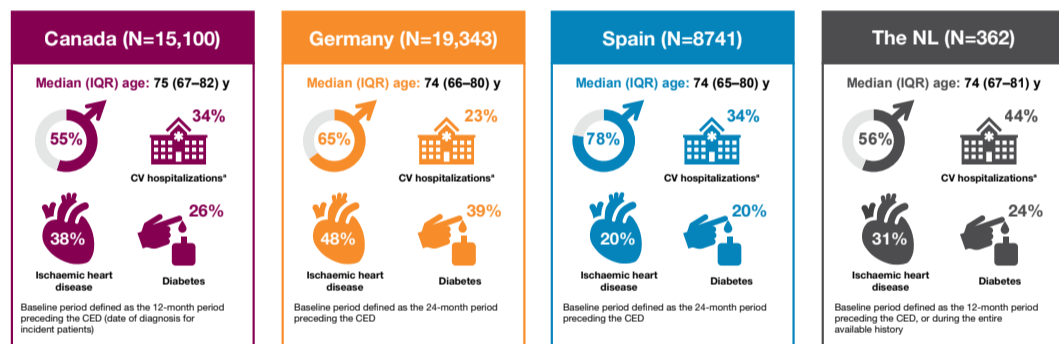 Canada (N=15,100)
Median (IQR) age: 75 (67–82) y
55%
34%
CV hospitalizationsᵃ
38%
Ischaemic heart
disease
26%
Diabetes
Baseline period defined as the 12-month period
preceding the CED (date of diagnosis for
incident patients)
Germany (N=19,343)
Median (IQR) age: 74 (66–80) y
65%
23%
CV hospitalizationsᵃ
48%
Ischaemic heart
disease
39%
Diabetes
Baseline period defined as the 24-month period
preceding the CED
Spain (N=8741)
Median (IQR) age: 74 (65–80) y
78%
34%
CV hospitalizationsᵃ
20%
Ischaemic heart
disease
20%
Diabetes
Baseline period defined as the 24-month period
preceding the CED
The NL (N=362)
Median (IQR) age: 74 (67–81) y
56%
44%
CV hospitalizationsᵃ
31%
Ischaemic heart
disease
24%
Diabetes
Baseline period defined as the 12-month period
preceding the CED, or during the entire
available history